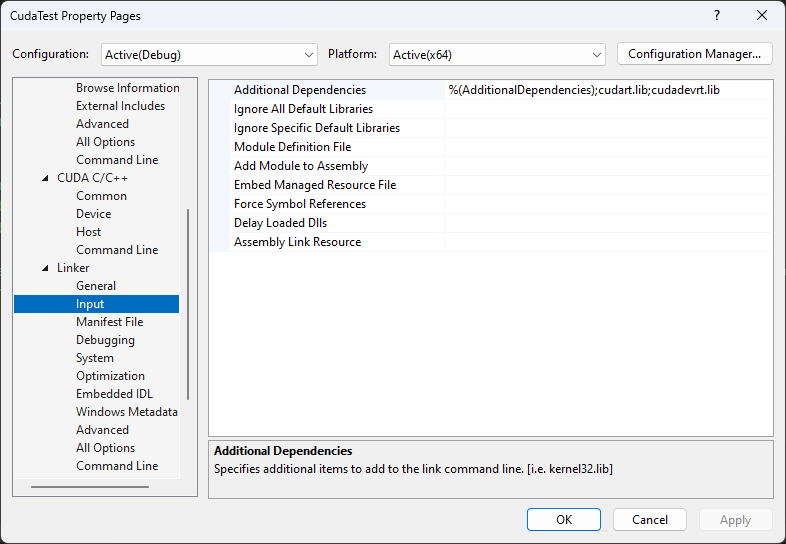 CudaTest Property Pages
Configuration: Active(Debug) Platform: Active(x64) Configuration Manager...
Browse Information
External Includes
Advanced
All Options
Command Line
CUDA C/C++
Common
Device
Host
Command Line
Linker
General
Input
Manifest File
Debugging
System
Optimization
Embedded IDL
Windows Metadata
Advanced
All Options
Command Line
Additional Dependencies %(AdditionalDependencies);cudart.lib;cudadevrt.lib
Ignore All Default Libraries
Ignore Specific Default Libraries
Module Definition File
Add Module to Assembly
Embed Managed Resource File
Force Symbol References
Delay Loaded Dlls
Assembly Link Resource
Additional Dependencies
Specifies additional items to add to the link command line. [i.e. kernel32.lib]
OK Cancel Apply